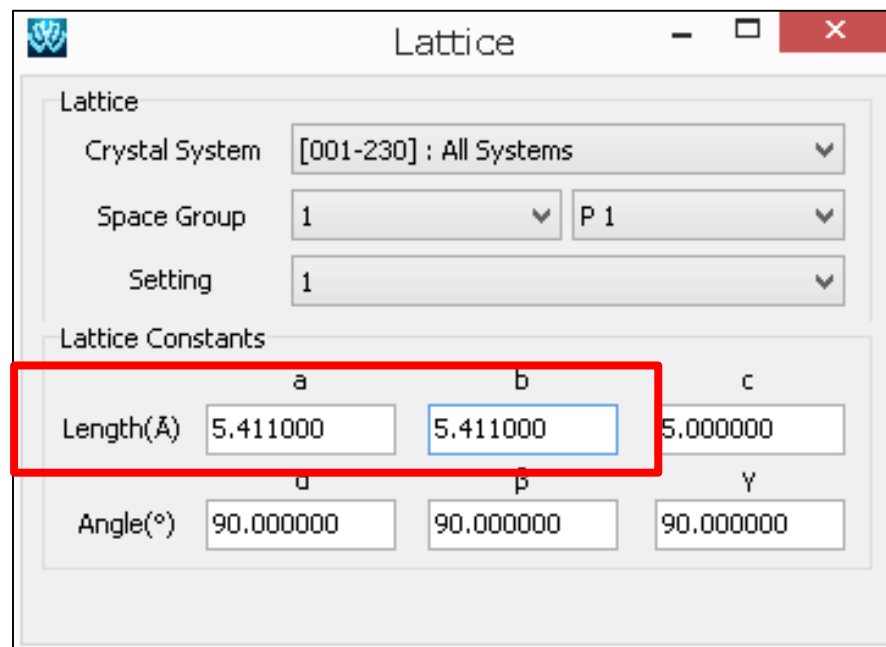 Lattice
Lattice
Crystal System [001-230] : All Systems
Space Group 1 P 1
Setting 1
Lattice Constants
a b c
Length(Å) 5.411000 5.411000 5.000000
α β γ
Angle(°) 90.000000 90.000000 90.000000